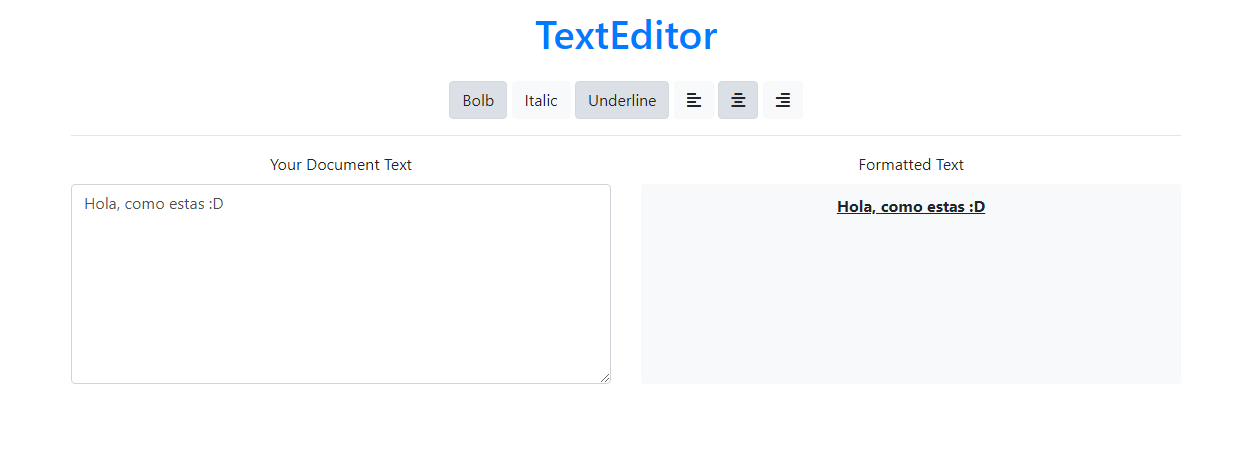 TextEditor
Bolb Italic Underline
Your Document Text
Hola, como estas :D
Formatted Text
Hola, como estas :D